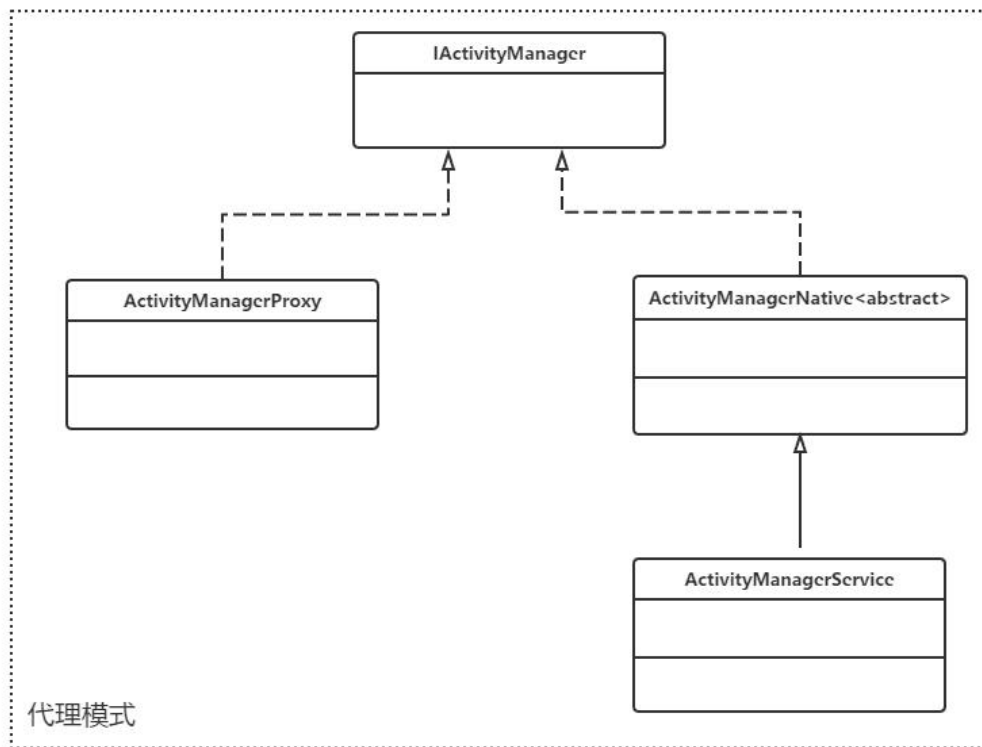 IActivityManager
ActivityManagerProxy
ActivityManagerNative<abstract>
ActivityManagerService
代理模式